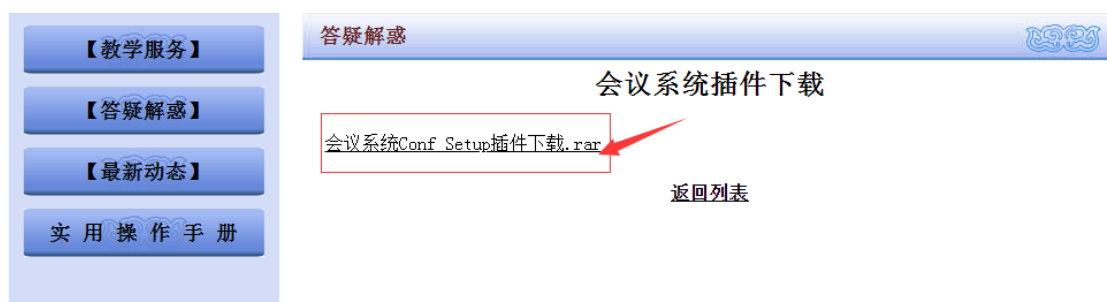 【教学服务】
【答疑解惑】
【最新动态】
实用操作手册
答疑解惑
会议系统插件下载
会议系统Conf Setup插件下载.rar
返回列表